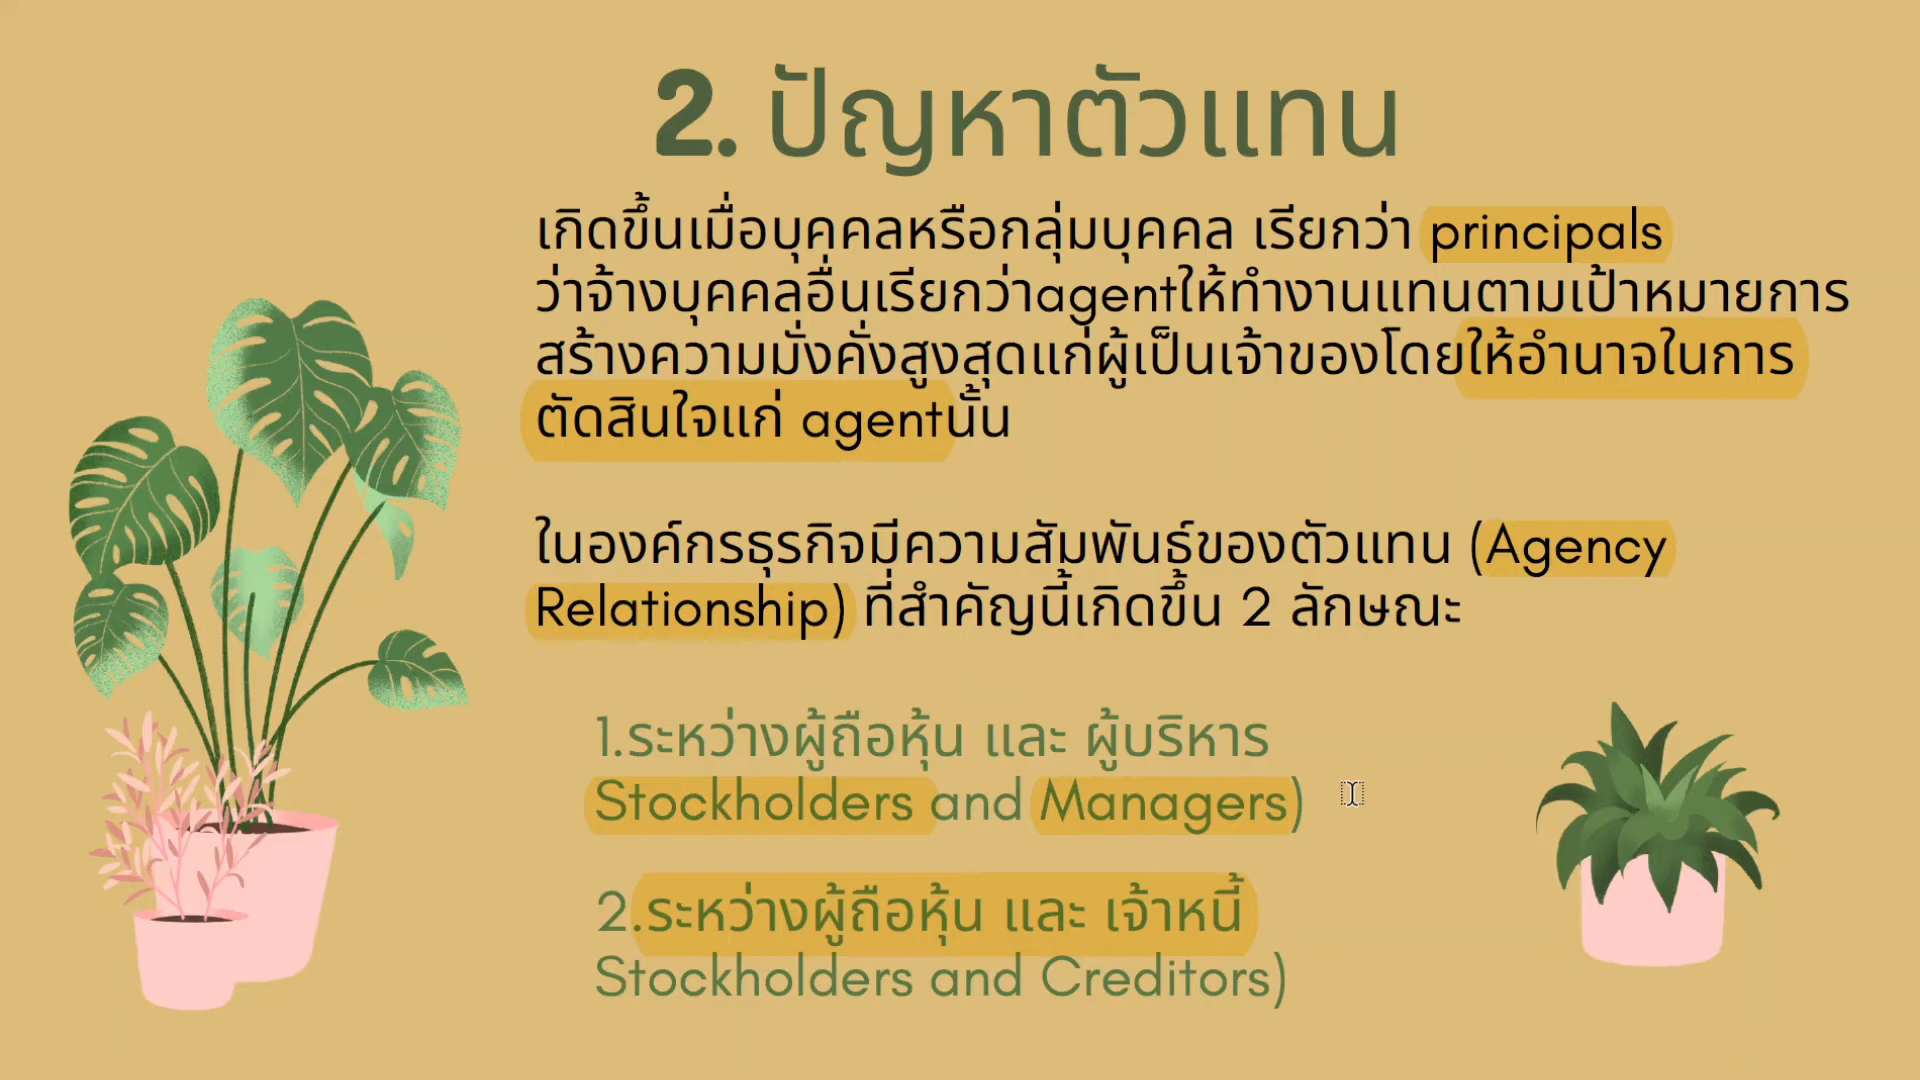 2. ปัญหาตัวแทน
เกิดขึ้นเมื่อบุคคลหรือกลุ่มบุคคล เรียกว่า principals
ว่าจ้างบุคคลอื่นเรียกว่าagentให้ทำงานแทนตามเป้าหมายการ
สร้างความมั่งคั่งสูงสุดแก่ผู้เป็นเจ้าของโดยให้อำนาจในการ
ตัดสินใจแก่ agentนั้น
ในองค์กรธุรกิจมีความสัมพันธ์ของตัวแทน (Agency
Relationship) ที่สำคัญนี้เกิดขึ้น 2 ลักษณะ
1.ระหว่างผู้ถือหุ้น และ ผู้บริหาร
Stockholders and Managers)
2.ระหว่างผู้ถือหุ้น และ เจ้าหนี้
Stockholders and Creditors)